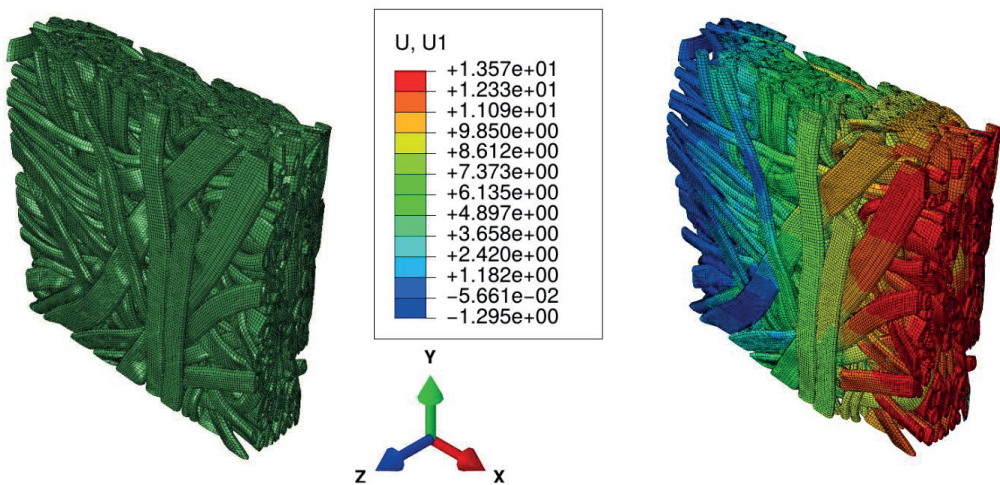 U, U1
+1.357e+01
+1.233e+01
+1.109e+01
+9.850e+00
+8.612e+00
+7.373e+00
+6.135e+00
+4.897e+00
+3.658e+00
+2.420e+00
+1.182e+00
−5.661e−02
−1.295e+00
Y
Z
X